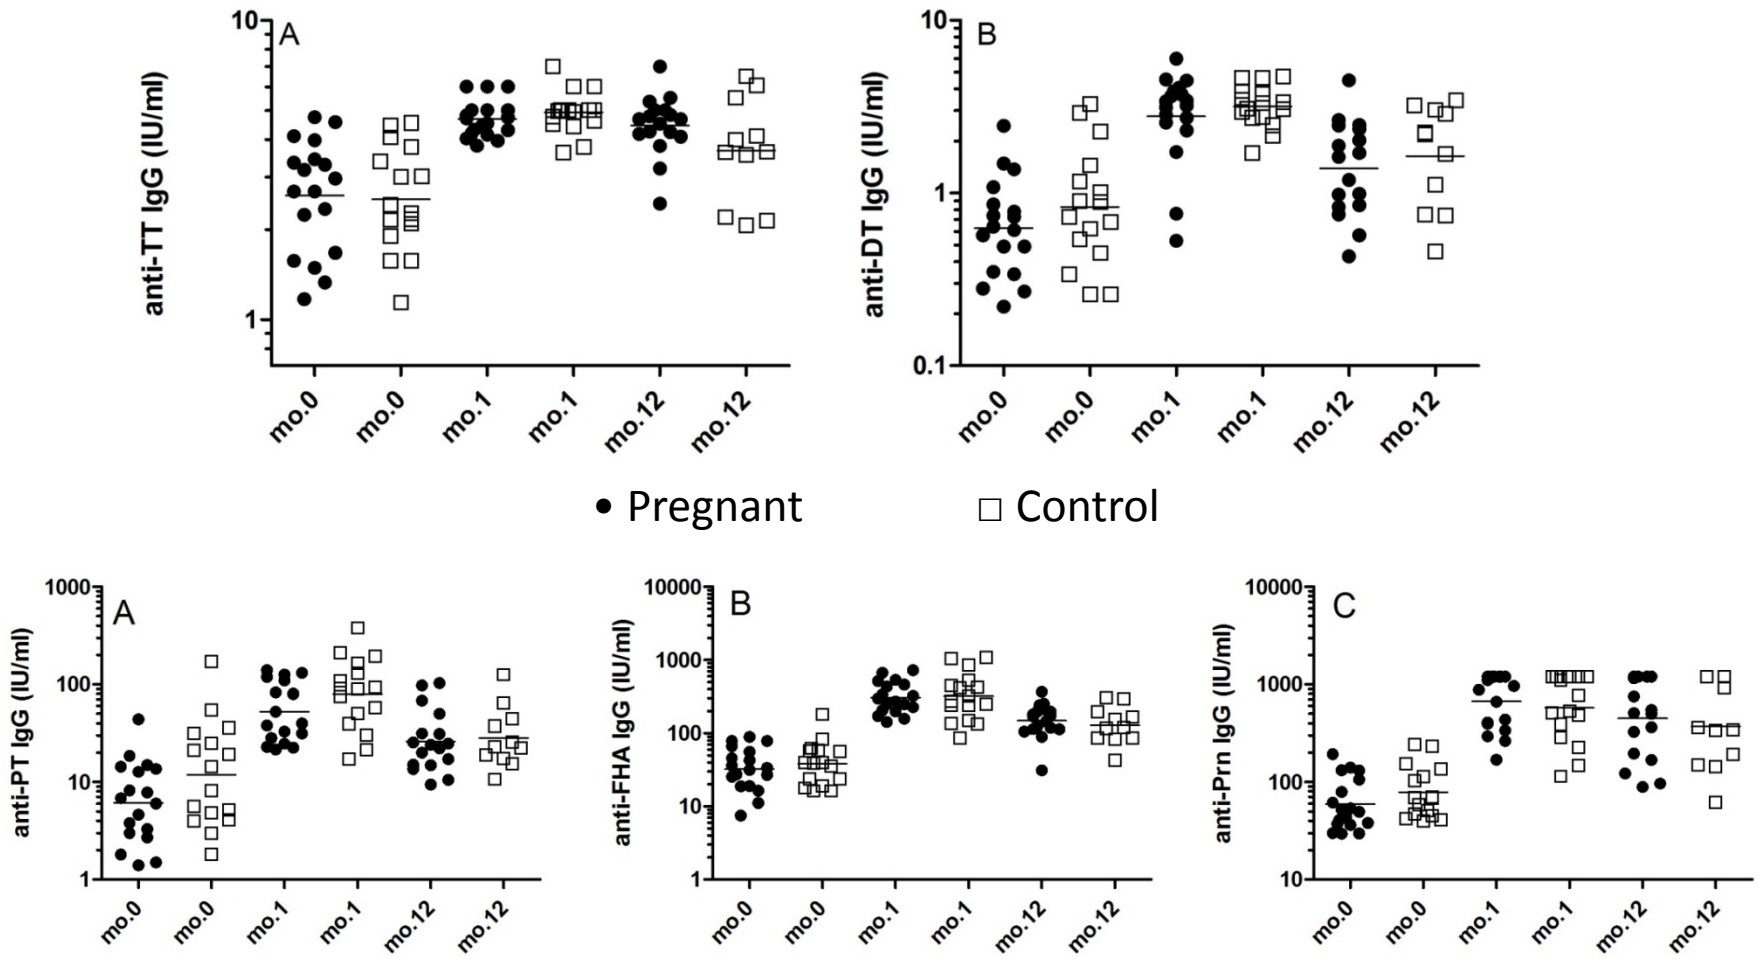 A
anti-TT IgG (IU/ml)
10
1
mo.0 mo.0 mo.1 mo.1 mo.12 mo.12
B
anti-DT IgG (IU/ml)
10
1
0.1
mo.0 mo.0 mo.1 mo.1 mo.12 mo.12
Pregnant Control
A
anti-PT IgG (IU/ml)
1000
100
10
1
mo.0 mo.0 mo.1 mo.1 mo.12 mo.12
B
anti-FHA IgG (IU/ml)
10000
1000
100
10
1
mo.0 mo.0 mo.1 mo.1 mo.12 mo.12
C
anti-Prn IgG (IU/ml)
10000
1000
100
10
mo.0 mo.0 mo.1 mo.1 mo.12 mo.12